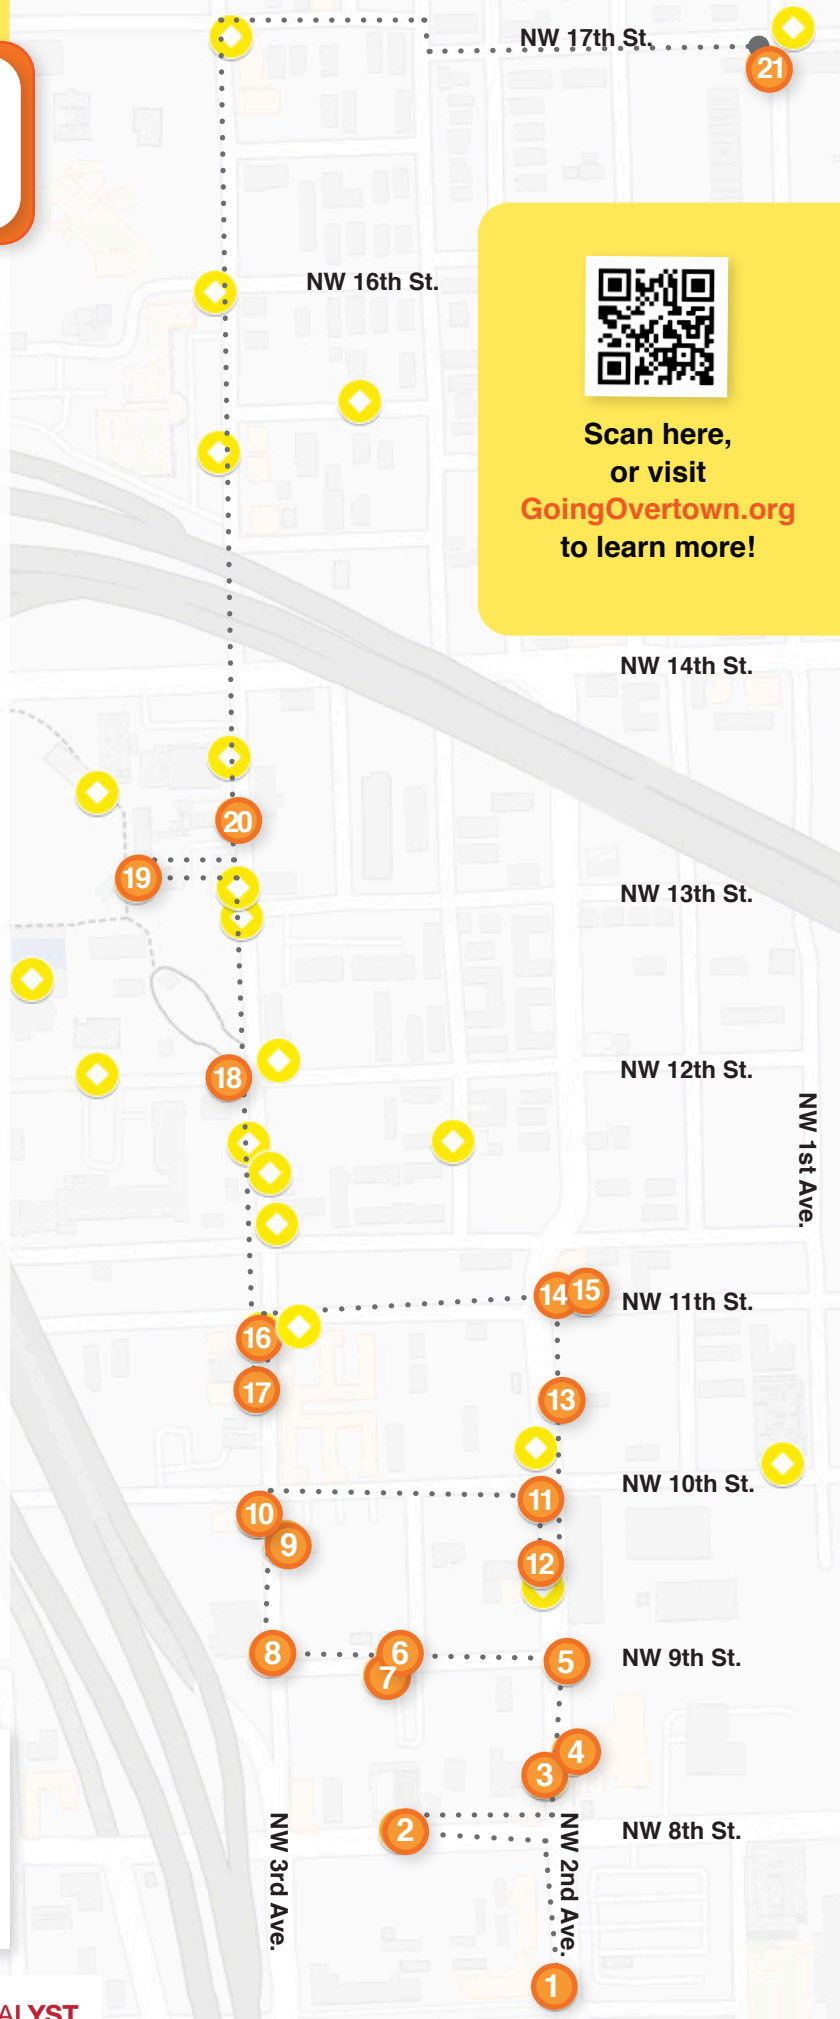 NW 17th St.
21
NW 16th St.
Scan here,
or visit
GoingOvertown.org
to learn more!
NW 14th St.
20
19
NW 13th St.
18
NW 12th St.
NW 1st Ave.
14
15
NW 11th St.
16
17
13
NW 10th St.
11
10
9
12
8
6
7
5
NW 9th St.
4
3
2
NW 8th St.
NW 3rd Ave.
NW 2nd Ave.
1
ALYST